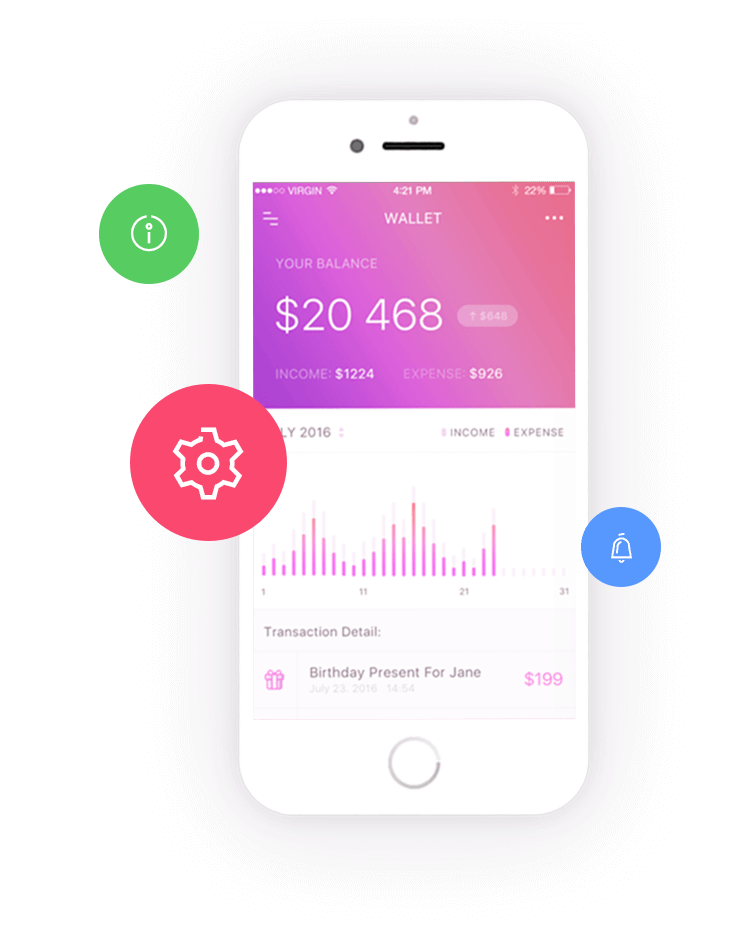 VIRGIN 4:21 PM 22%
WALLET
YOUR BALANCE
$20 468 ↑ $648
INCOME: $1224 EXPENSE: $926
LY 2016 INCOME EXPENSE
1 11 21 31
Transaction Detail:
Birthday Present For Jane $199
July 23, 2016 14:54